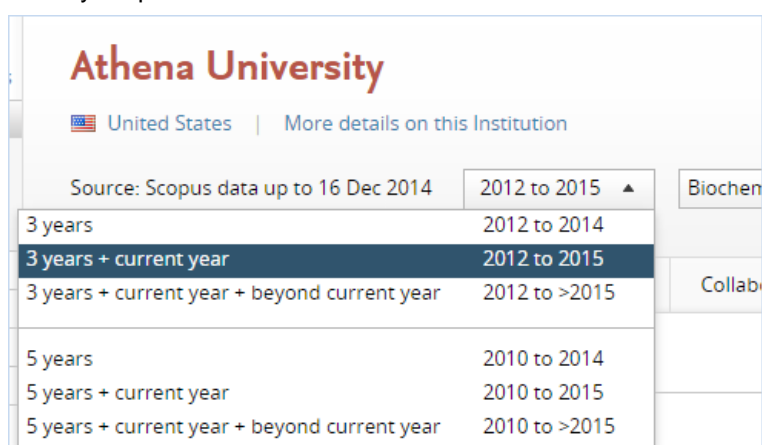 Athena University
United States | More details on this Institution
Source: Scopus data up to 16 Dec 2014 2012 to 2015 Biochem
3 years 2012 to 2014
3 years + current year 2012 to 2015
3 years + current year + beyond current year 2012 to >2015
Collab
5 years 2010 to 2014
5 years + current year 2010 to 2015
5 years + current year + beyond current year 2010 to >2015